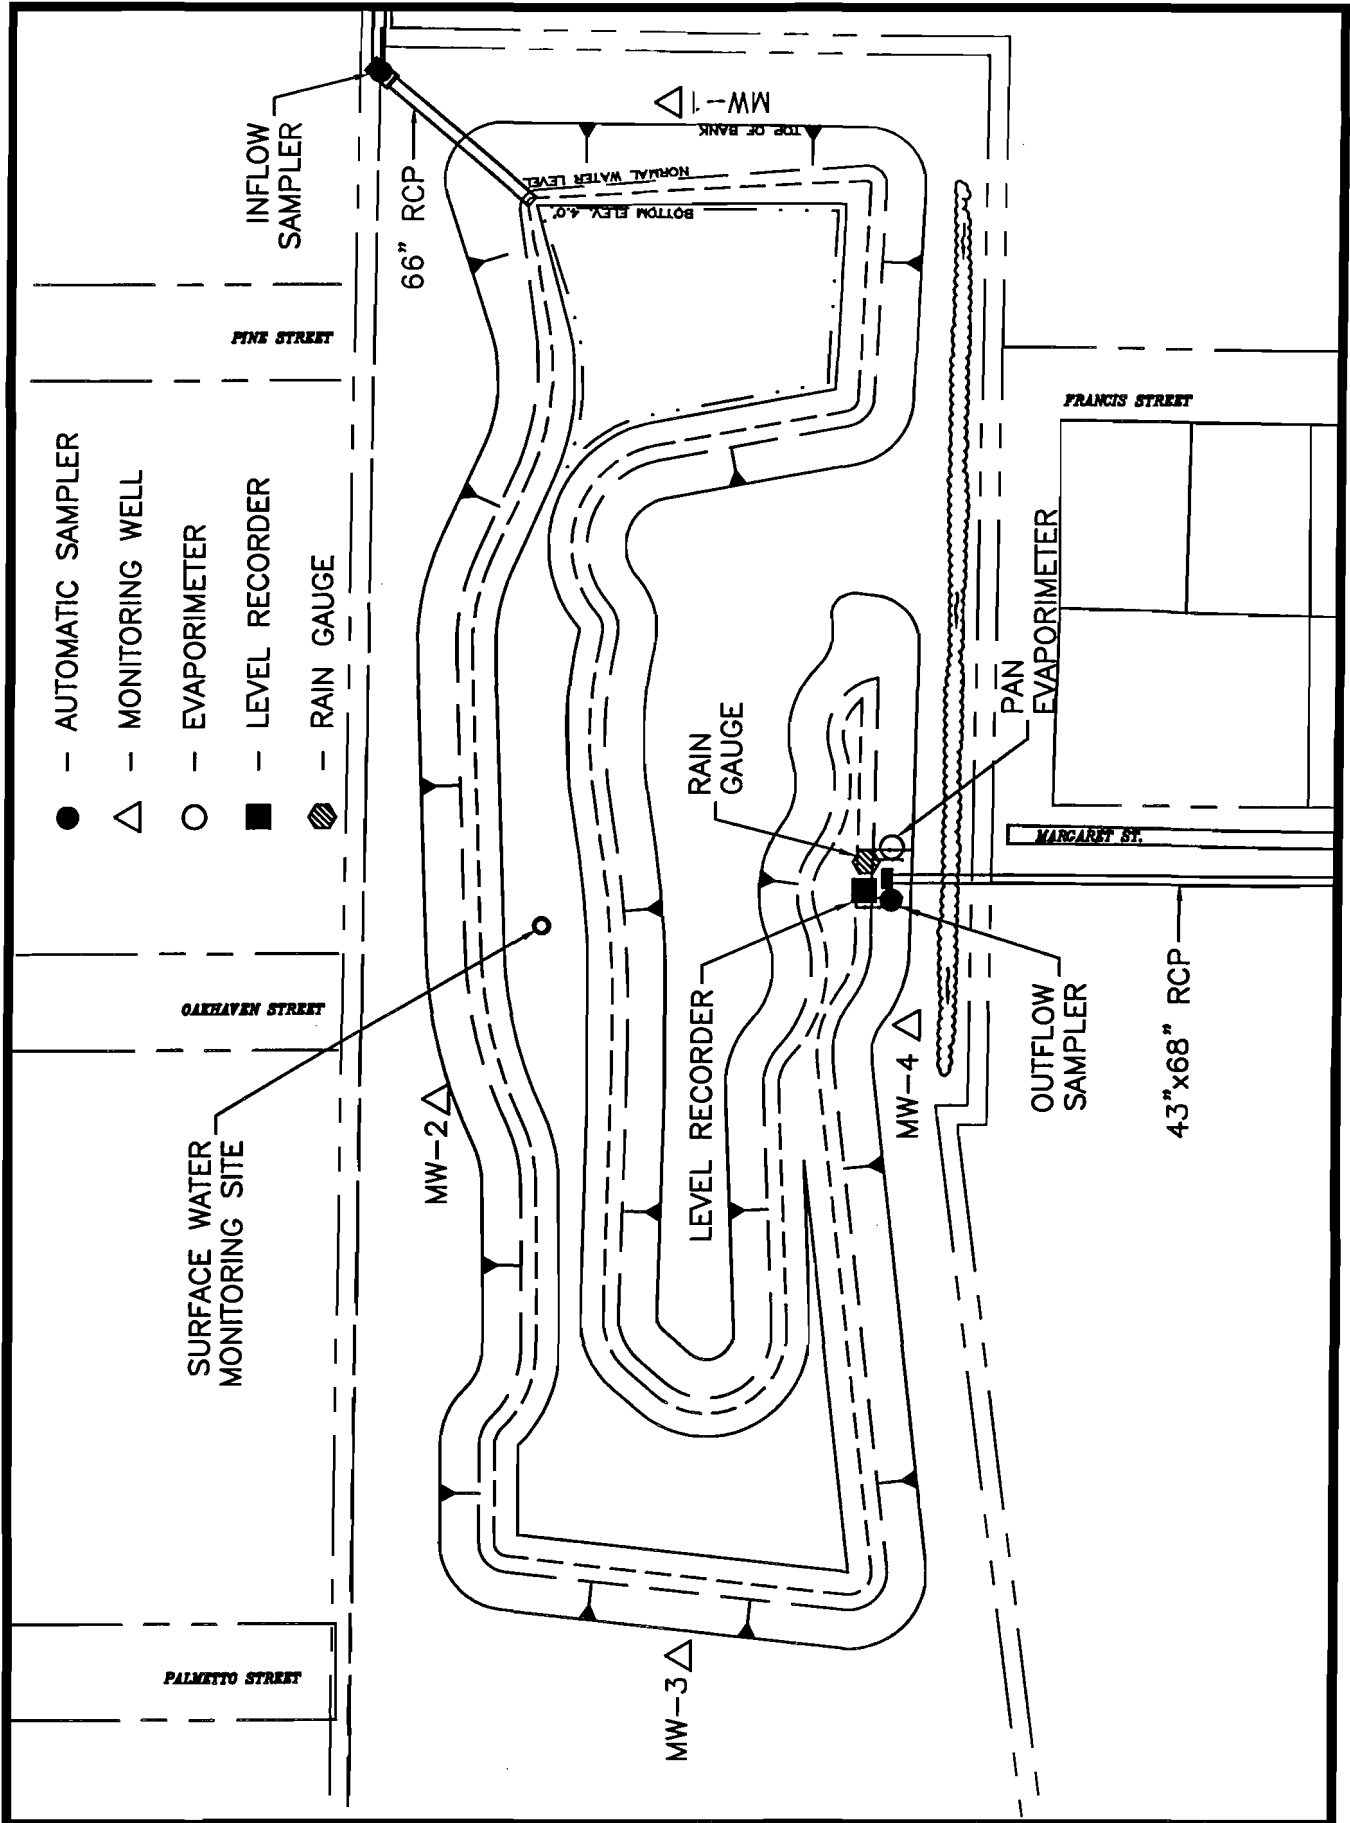 ● - AUTOMATIC SAMPLER
△ - MONITORING WELL
○ - EVAPORIMETER
■ - LEVEL RECORDER
⬢ - RAIN GAUGE
PALMETTO STREET
OAKHAVEN STREET
PINE STREET
SURFACE WATER
MONITORING SITE
INFLOW
SAMPLER
66" RCP
MW-1
TOP OF BANK
NORMAL WATER LEVEL
BOTTOM ELEV. 4.0'
MW-2
MW-3
MW-4
RAIN
GAUGE
LEVEL RECORDER
PAN
EVAPORIMETER
OUTFLOW
SAMPLER
43"x68" RCP
MARGARET ST.
FRANCIS STREET